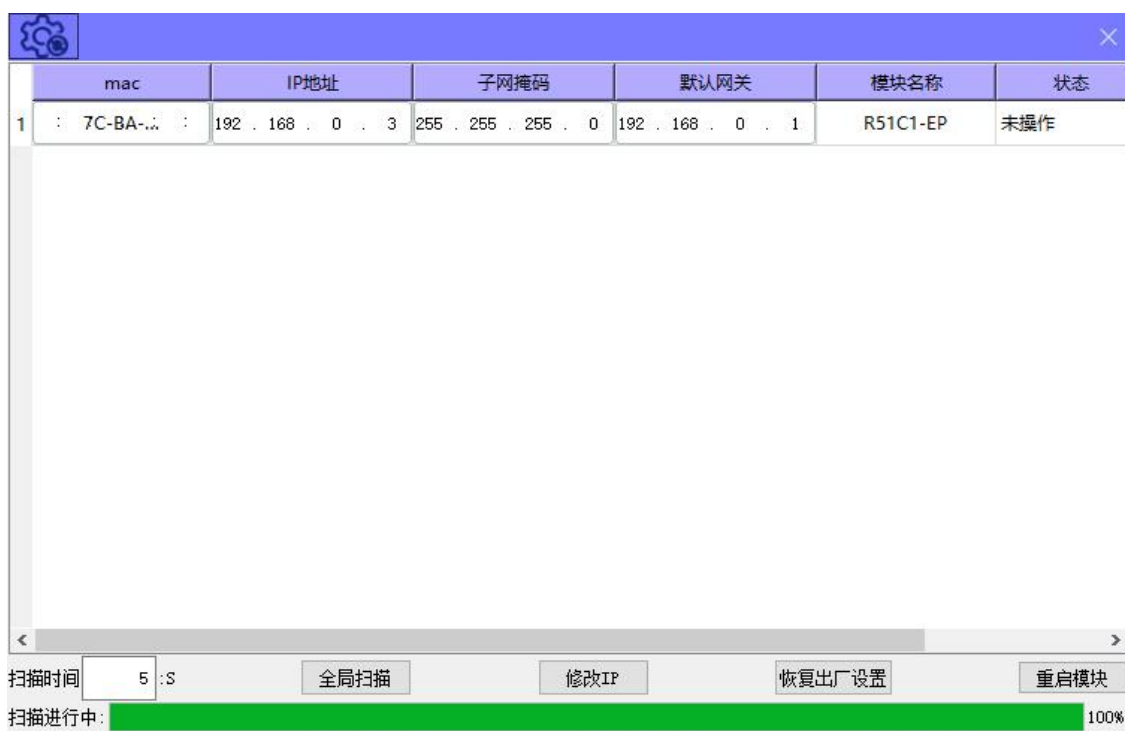 mac IP地址 子网掩码 默认网关 模块名称 状态
1 7C-BA-... 192 . 168 . 0 . 3 255 . 255 . 255 . 0 192 . 168 . 0 . 1 R51C1-EP 未操作
扫描时间 5 :S 全局扫描 修改IP 恢复出厂设置 重启模块
扫描进行中: 100%